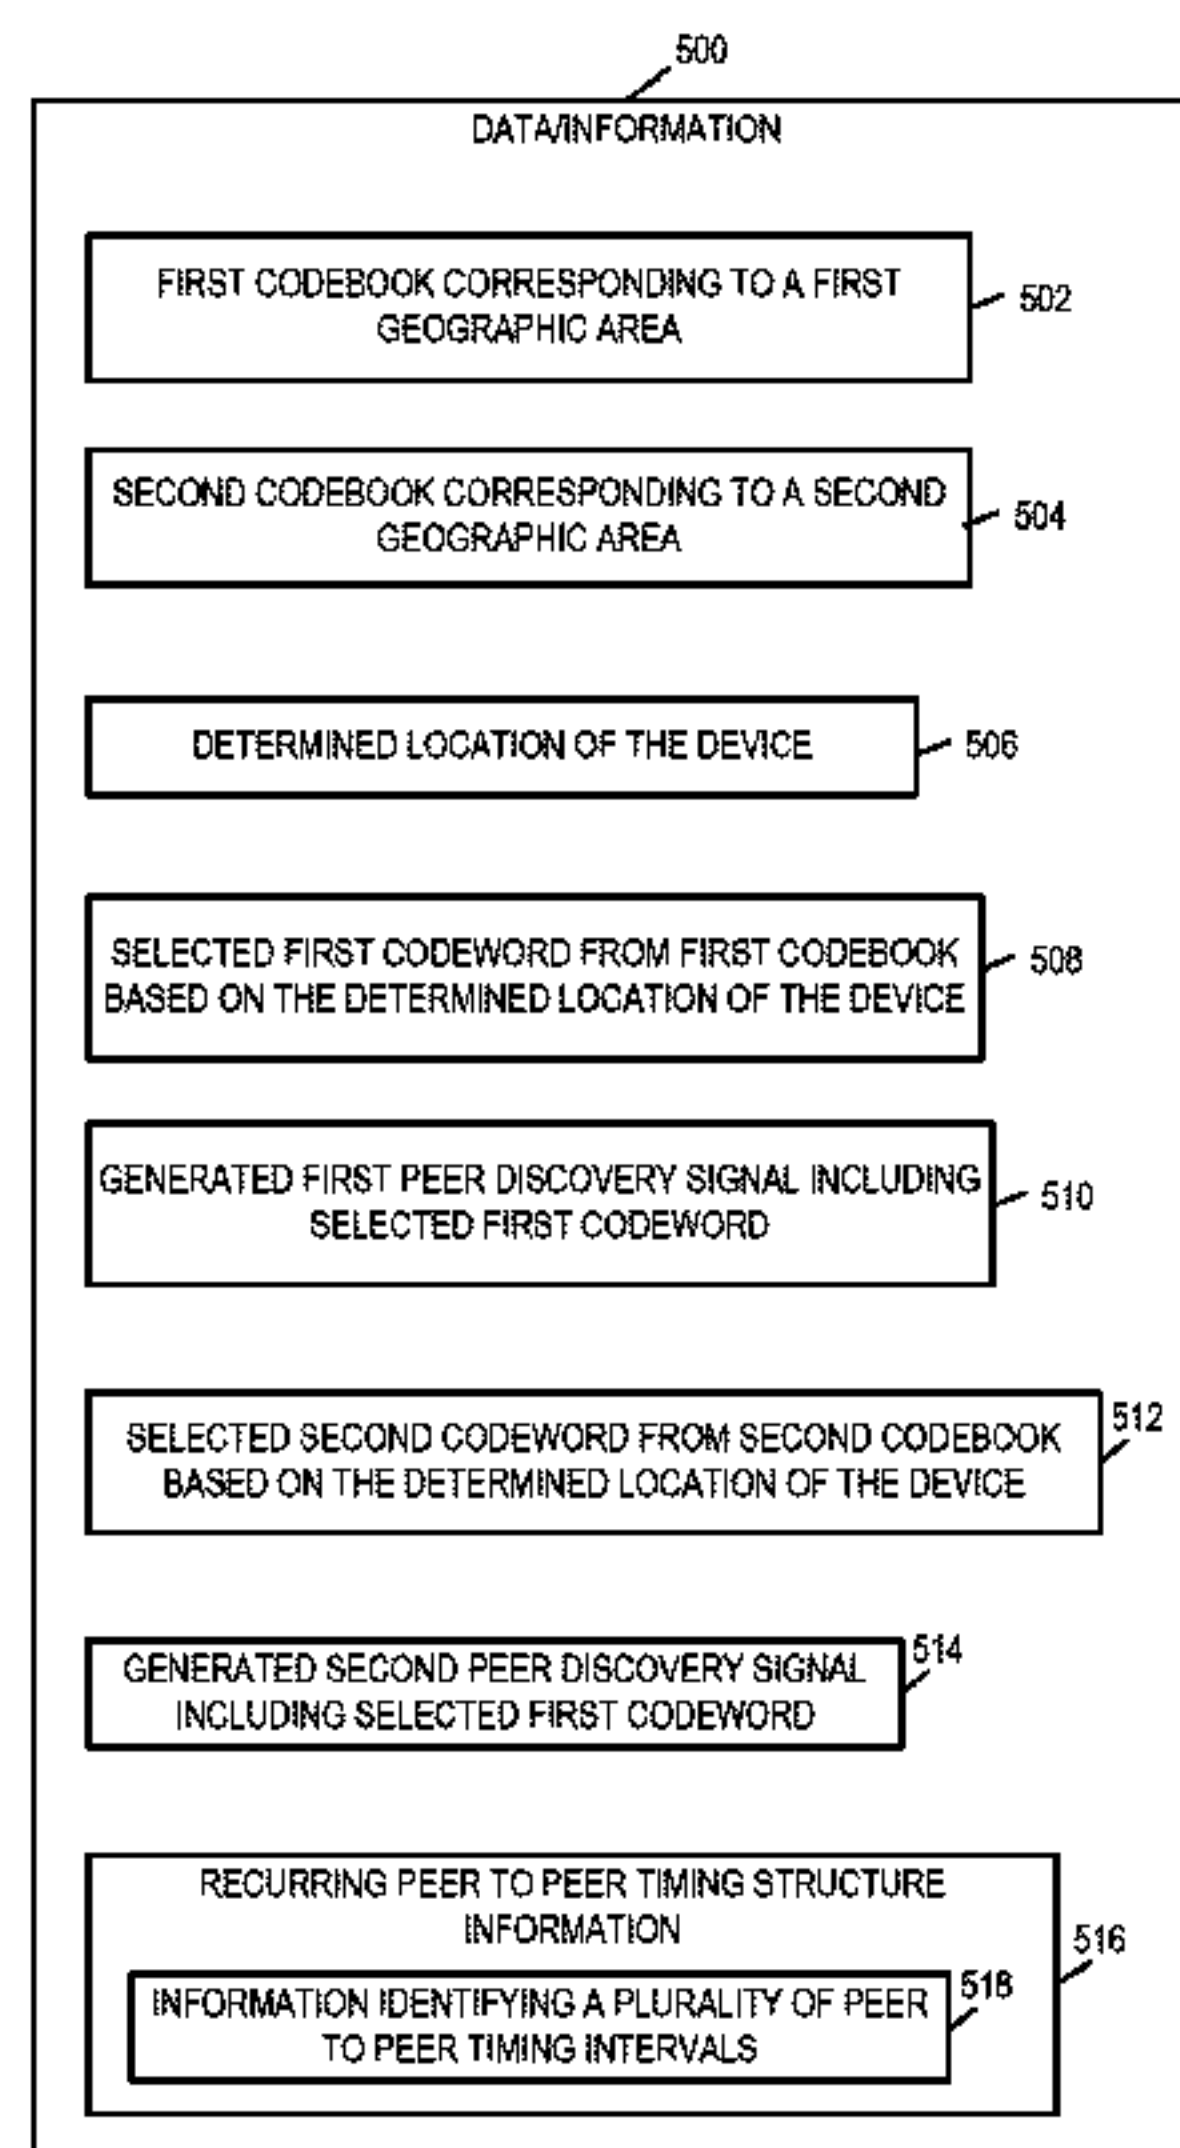 500
DATA/INFORMATION
FIRST CODEBOOK CORRESPONDING TO A FIRST
GEOGRAPHIC AREA
502
SECOND CODEBOOK CORRESPONDING TO A SECOND
GEOGRAPHIC AREA
504
DETERMINED LOCATION OF THE DEVICE
506
SELECTED FIRST CODEWORD FROM FIRST CODEBOOK
BASED ON THE DETERMINED LOCATION OF THE DEVICE
508
GENERATED FIRST PEER DISCOVERY SIGNAL INCLUDING
SELECTED FIRST CODEWORD
510
SELECTED SECOND CODEWORD FROM SECOND CODEBOOK
BASED ON THE DETERMINED LOCATION OF THE DEVICE
512
GENERATED SECOND PEER DISCOVERY SIGNAL
INCLUDING SELECTED FIRST CODEWORD
514
RECURRING PEER TO PEER TIMING STRUCTURE
INFORMATION
516
INFORMATION IDENTIFYING A PLURALITY OF PEER
TO PEER TIMING INTERVALS
518